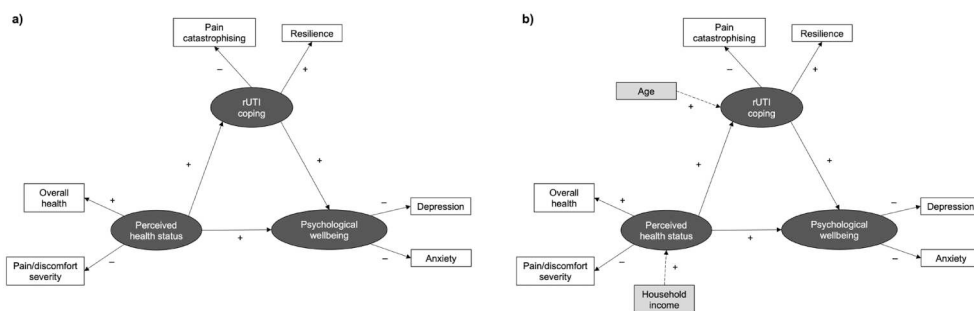 a)
Pain
catastrophising
Resilience
–
+
rUTI
coping
+
+
Overall
health
+
Perceived
health status
–
Pain/discomfort
severity
+
Psychological
wellbeing
–
Depression
–
Anxiety
b)
Pain
catastrophising
Resilience
–
+
Age
+
rUTI
coping
+
+
Overall
health
+
Perceived
health status
–
Pain/discomfort
severity
+
Psychological
wellbeing
–
Depression
–
Anxiety
+
Household
income